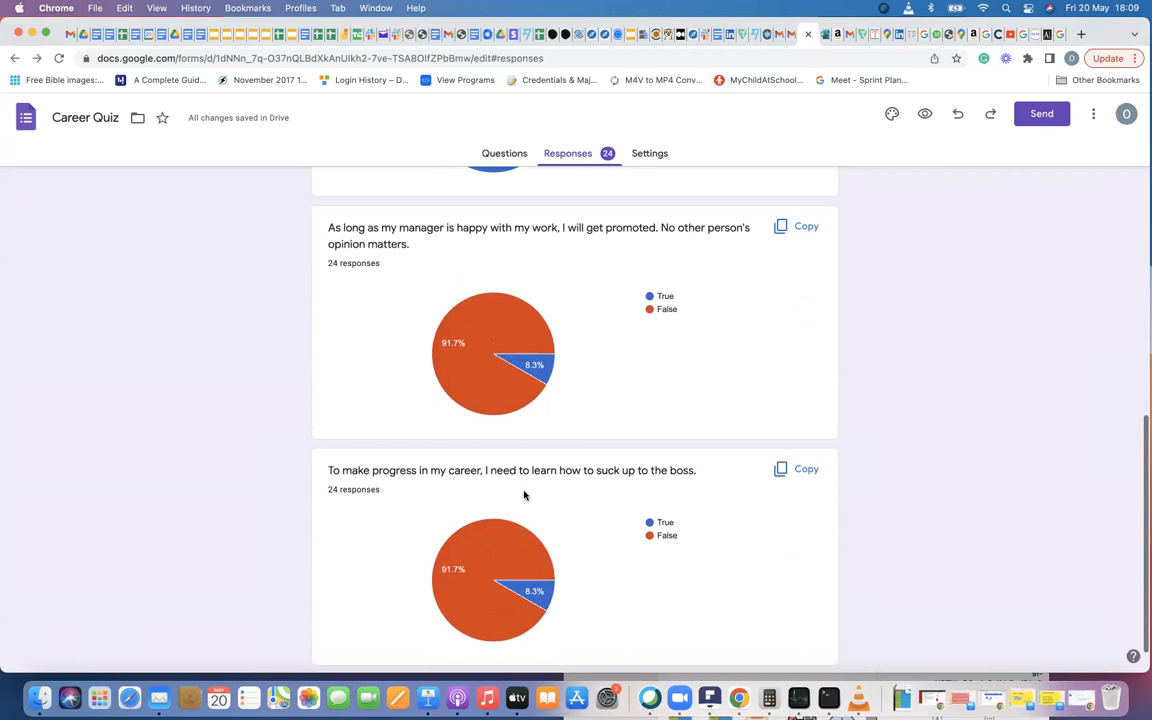 Chrome File Edit View History Bookmarks Profiles Tab Window Help Fri 20 May 18:09
docs.google.com/forms/d/1dNNn_7q-O37nQLBdXkAnUIkh2-7ve-TSA8OlfZPbBmw/edit#responses Update
Free Bible images:... A Complete Guid... November 2017 1... Login History – D... View Programs Credentials & Maj... M4V to MP4 Conv... MyChildAtSchool... Meet - Sprint Plan... Other Bookmarks
Career Quiz All changes saved in Drive Send O
Questions Responses 24 Settings
As long as my manager is happy with my work, I will get promoted. No other person's
opinion matters.
Copy
24 responses
True
False
91.7%
8.3%
To make progress in my career, I need to learn how to suck up to the boss.
Copy
24 responses
True
False
91.7%
8.3%